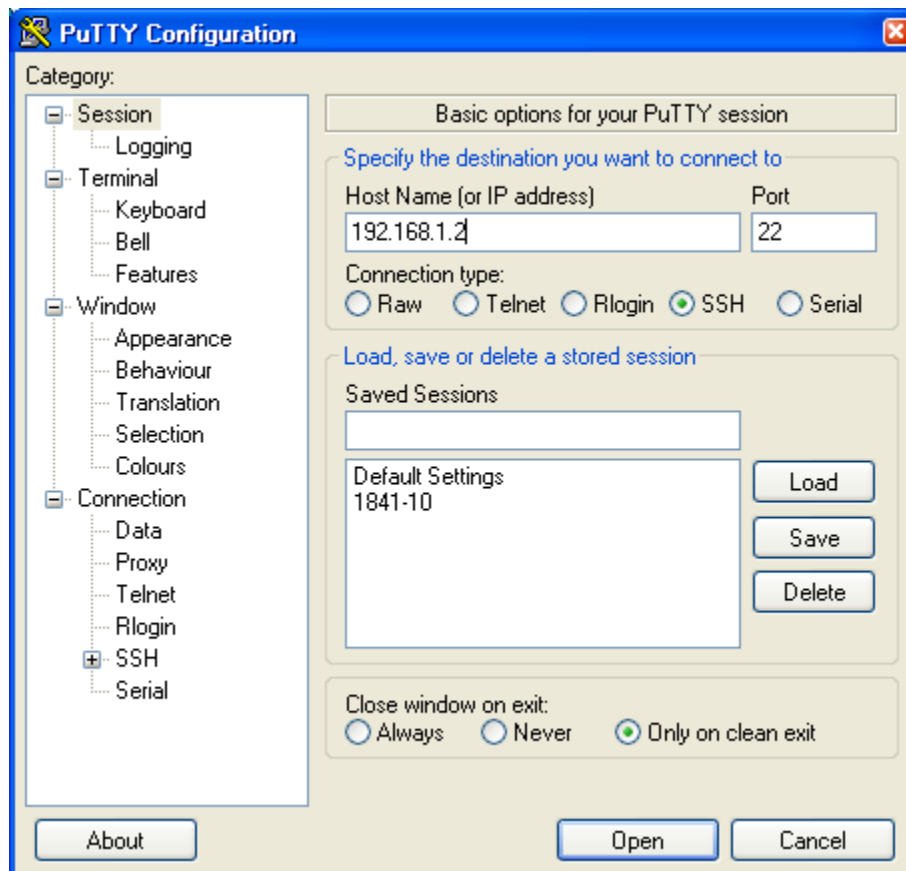 PuTTY Configuration
Category:
Session
Logging
Terminal
Keyboard
Bell
Features
Window
Appearance
Behaviour
Translation
Selection
Colours
Connection
Data
Proxy
Telnet
Rlogin
SSH
Serial
Basic options for your PuTTY session
Specify the destination you want to connect to
Host Name (or IP address) Port
192.168.1.2 22
Connection type:
Raw Telnet Rlogin SSH Serial
Load, save or delete a stored session
Saved Sessions
Default Settings
1841-10
Load
Save
Delete
Close window on exit:
Always Never Only on clean exit
About Open Cancel